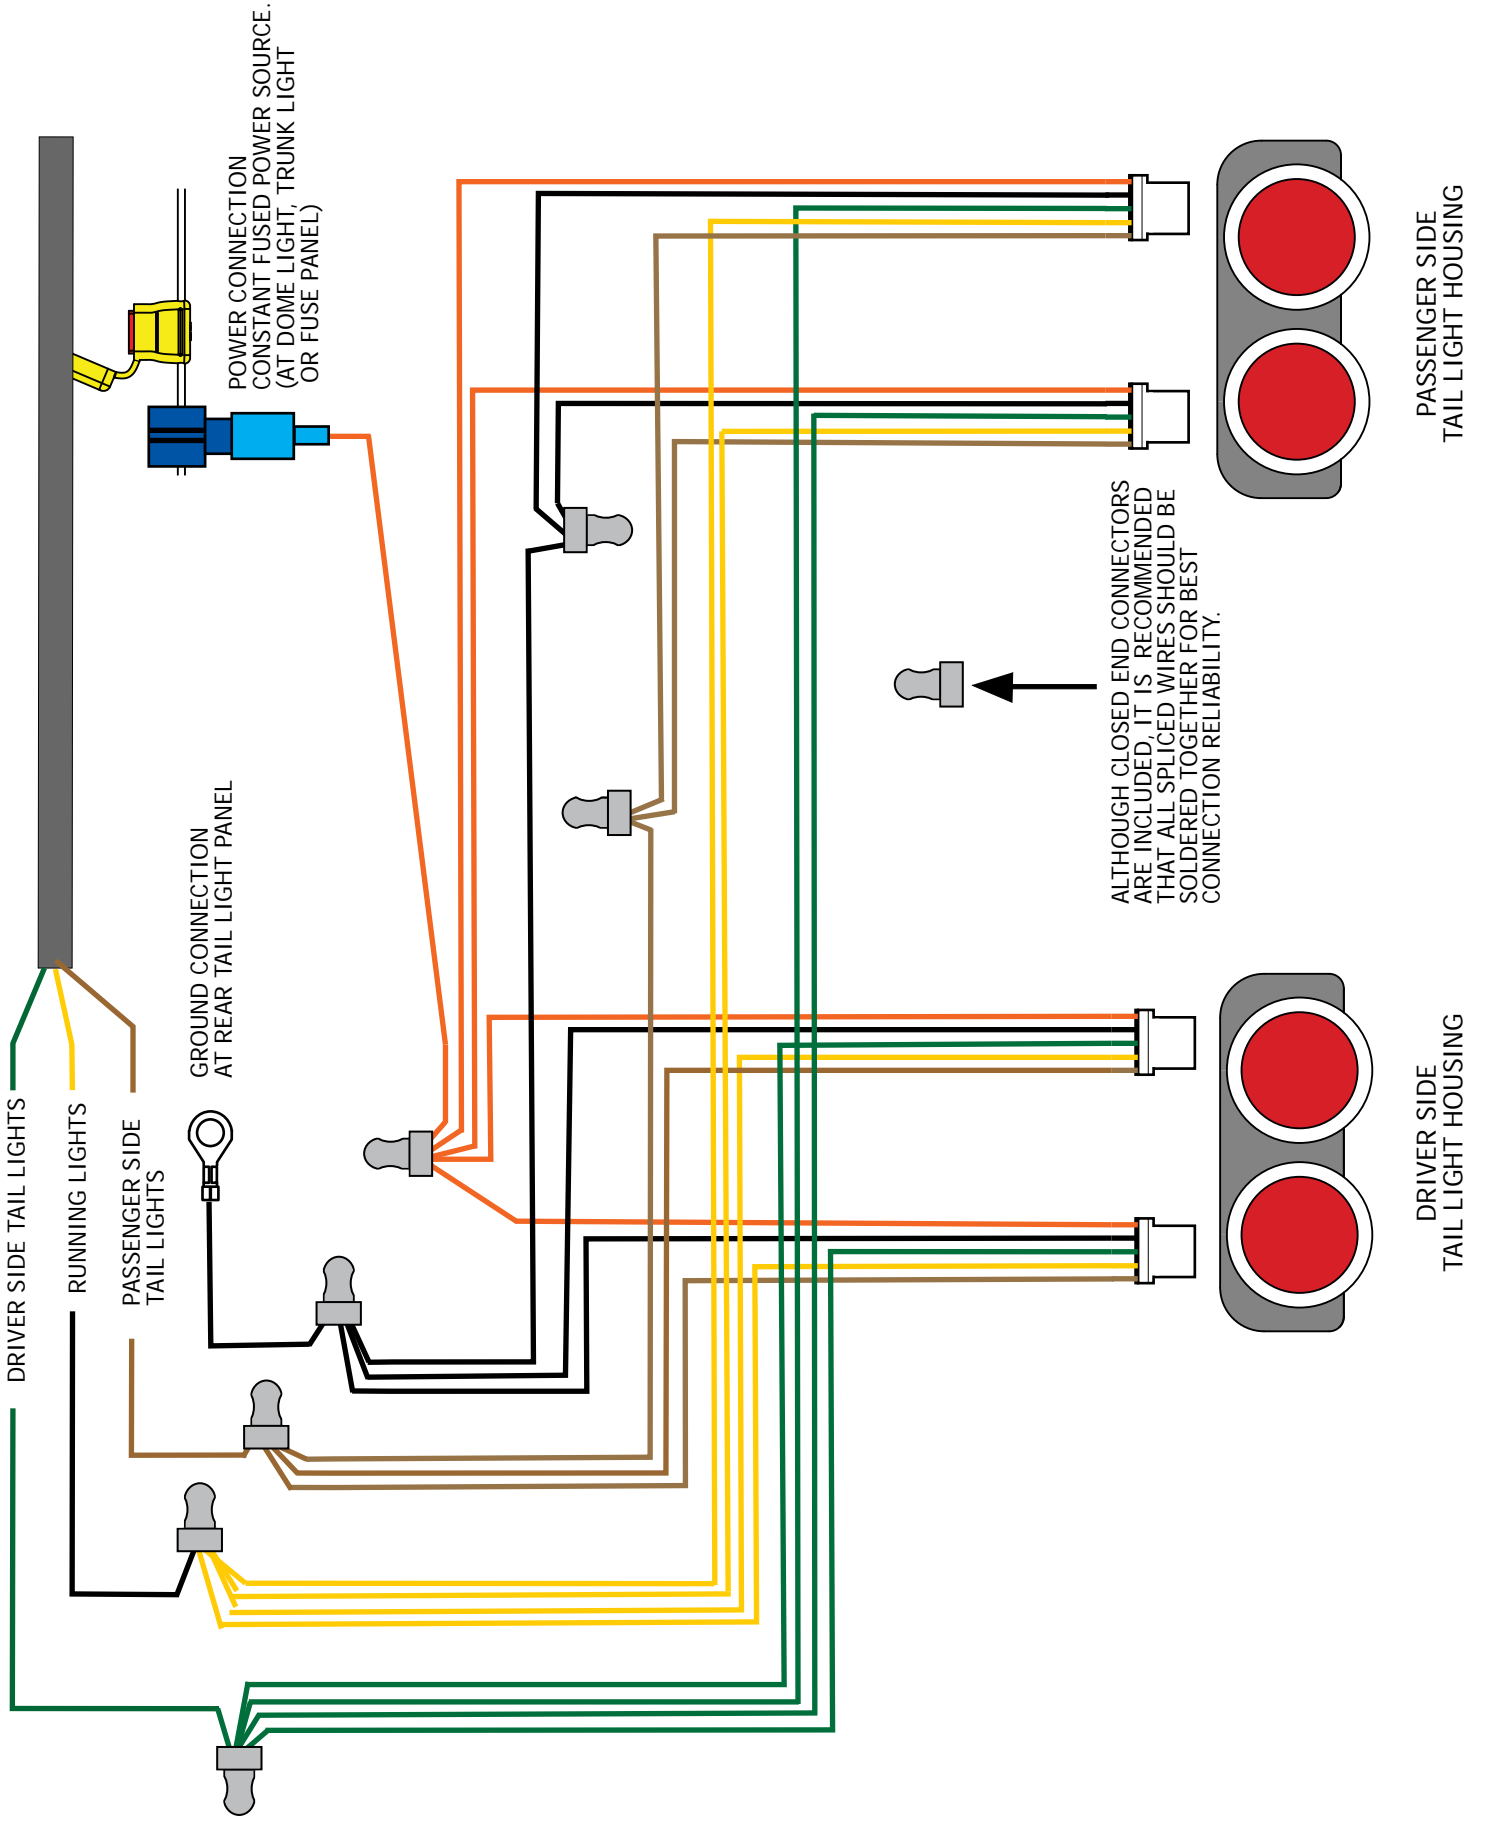 DRIVER SIDE TAIL LIGHTS
RUNNING LIGHTS
PASSENGER SIDE
TAIL LIGHTS
GROUND CONNECTION
AT REAR TAIL LIGHT PANEL
POWER CONNECTION
CONSTANT FUSED POWER SOURCE.
(AT DOME LIGHT, TRUNK LIGHT
OR FUSE PANEL)
ALTHOUGH CLOSED END CONNECTORS
ARE INCLUDED, IT IS RECOMMENDED
THAT ALL SPLICED WIRES SHOULD BE
SOLDERED TOGETHER FOR BEST
CONNECTION RELIABILITY.
DRIVER SIDE
TAIL LIGHT HOUSING
PASSENGER SIDE
TAIL LIGHT HOUSING